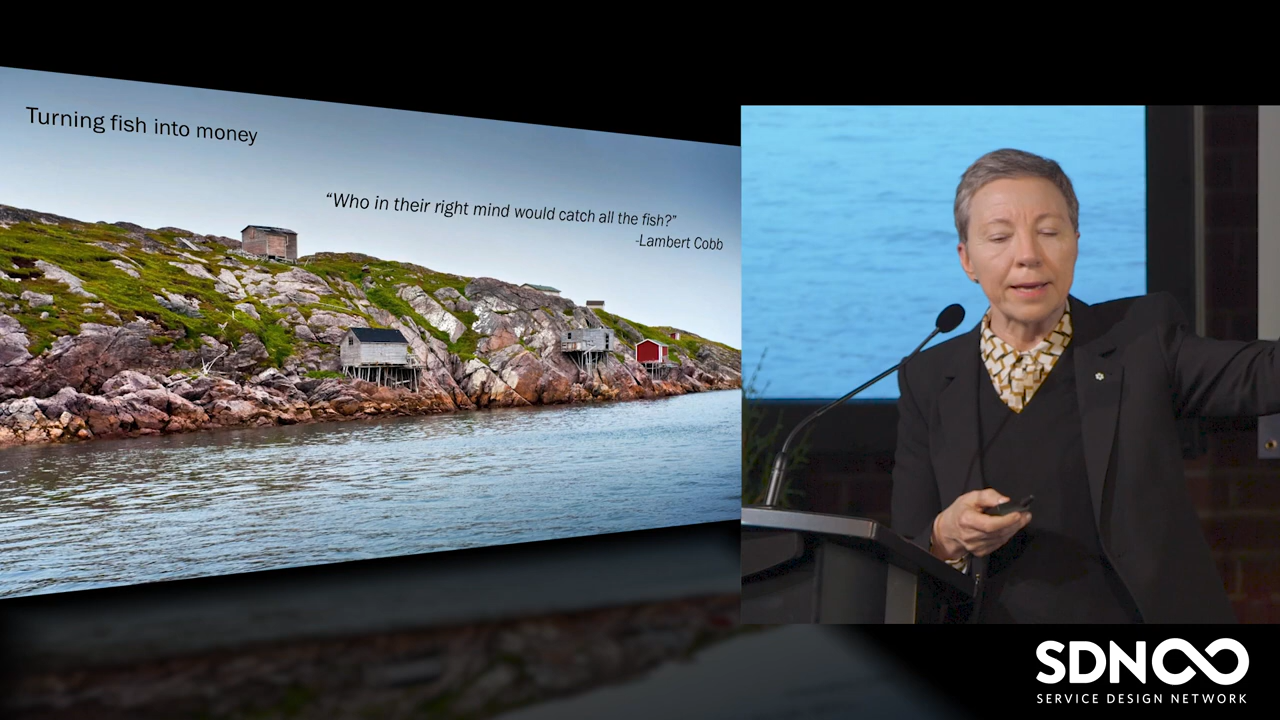 Turning fish into money
“Who in their right mind would catch all the fish?”
-Lambert Cobb
SDN
SERVICE DESIGN NETWORK